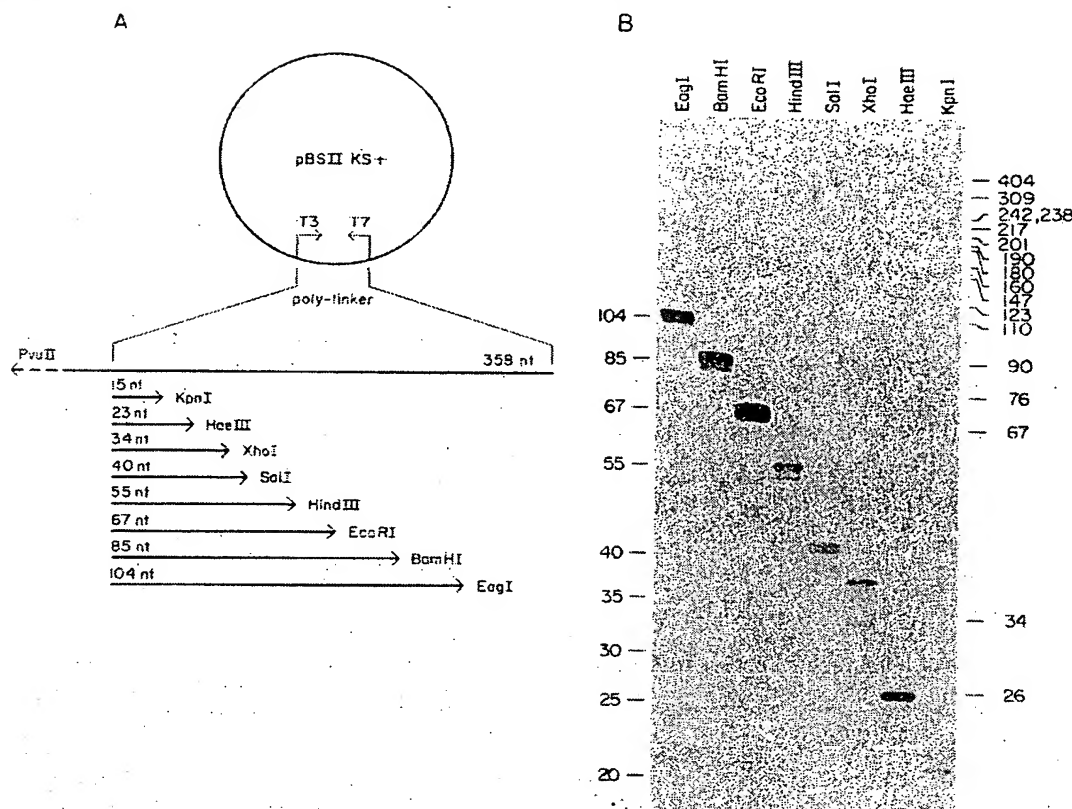 A
pBSII KS+
T3
T7
poly-linker
PvuII
358 nt
15 nt
KpnI
23 nt
HaeIII
34 nt
XhoI
40 nt
SalI
55 nt
HindIII
67 nt
EcoRI
85 nt
BamHI
104 nt
EagI
B
EagI
BamHI
EcoRI
HindIII
SalI
XhoI
HaeIII
KpnI
104
85
67
55
40
35
30
25
20
404
309
242,238
217
201
190
180
160
147
123
110
90
76
67
34
26